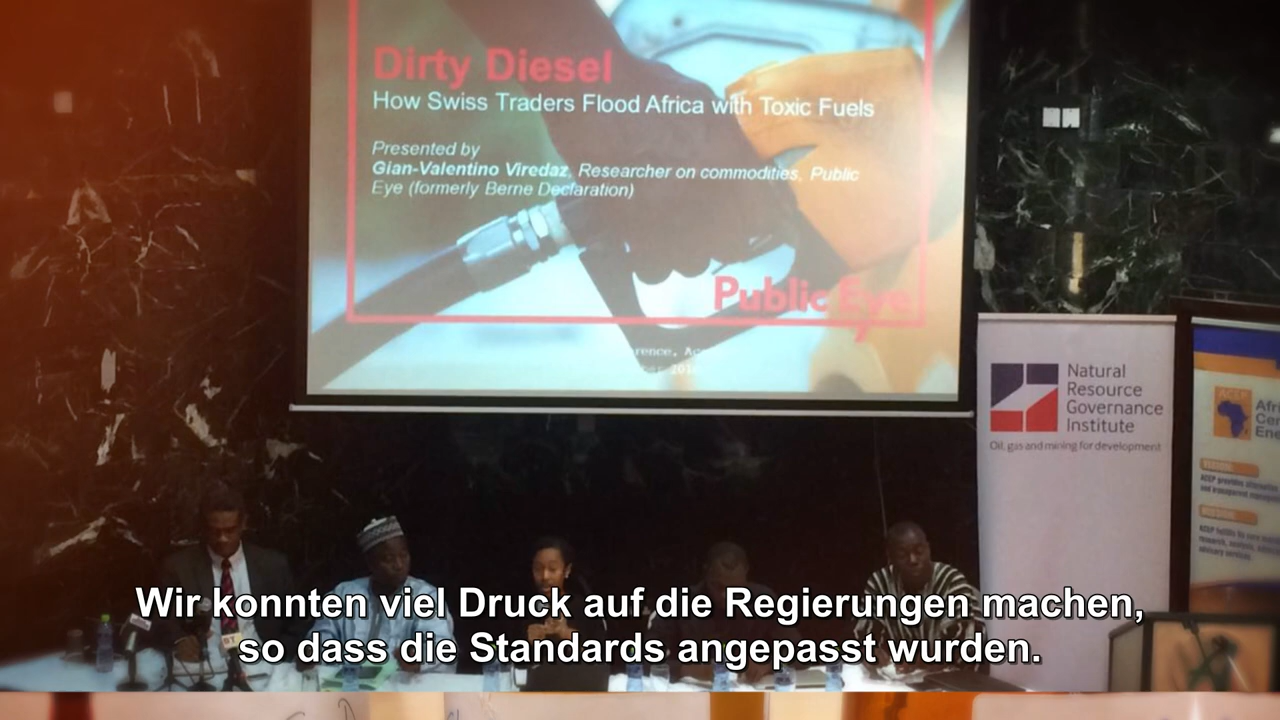 Dirty Diesel
How Swiss Traders Flood Africa with Toxic Fuels
Presented by
Gian-Valentino Viredaz, Researcher on commodities, Public
Eye (formerly Berne Declaration)
Public Eye
Natural
Resource
Governance
Institute
Oil, gas and mining for development
ACEP
Wir konnten viel Druck auf die Regierungen machen,
so dass die Standards angepasst wurden.